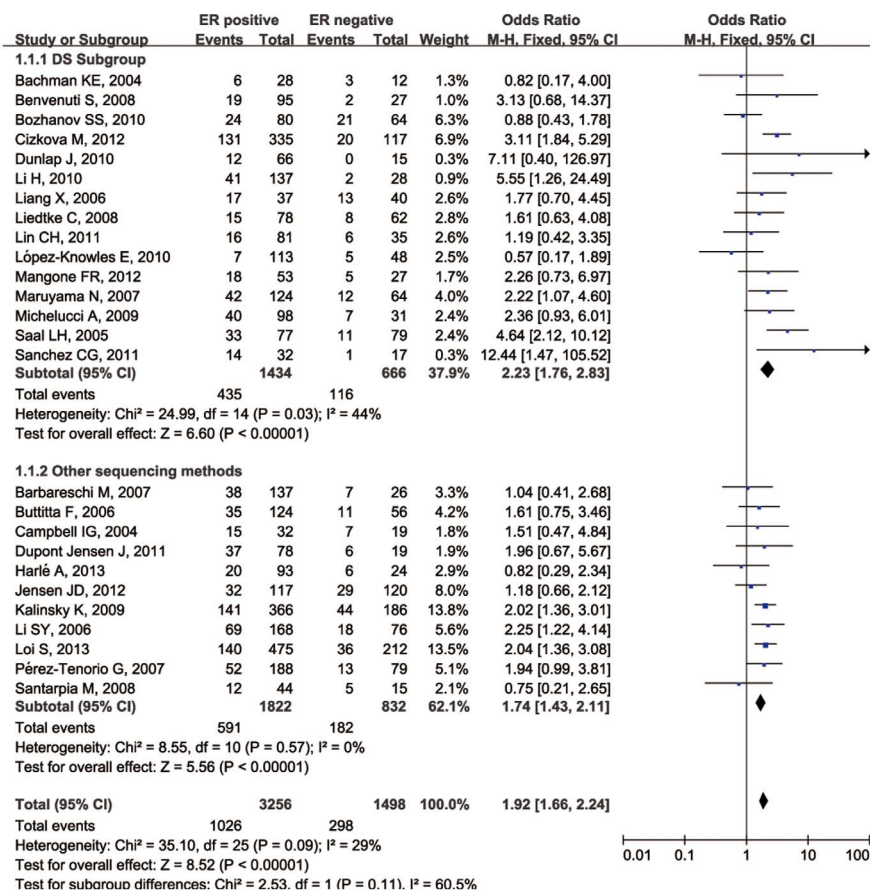 ER positive ER negative Odds Ratio Odds Ratio
Study or Subgroup Events Total Events Total Weight M-H, Fixed, 95% CI M-H, Fixed, 95% CI
1.1.1 DS Subgroup
Bachman KE, 2004 6 28 3 12 1.3% 0.82 [0.17, 4.00]
Benvenuti S, 2008 19 95 2 27 1.0% 3.13 [0.68, 14.37]
Bozhanov SS, 2010 24 80 21 64 6.3% 0.88 [0.43, 1.78]
Cizkova M, 2012 131 335 20 117 6.9% 3.11 [1.84, 5.29]
Dunlap J, 2010 12 66 0 15 0.3% 7.11 [0.40, 126.97]
Li H, 2010 41 137 2 28 0.9% 5.55 [1.26, 24.49]
Liang X, 2006 17 37 13 40 2.6% 1.77 [0.70, 4.45]
Liedtke C, 2008 15 78 8 62 2.6% 1.61 [0.63, 4.08]
Lin CH, 2011 16 81 6 35 2.6% 1.19 [0.42, 3.35]
López-Knowles E, 2010 7 113 5 48 2.5% 0.57 [0.17, 1.89]
Mangone FR, 2012 18 53 5 27 1.7% 2.26 [0.73, 6.97]
Maruyama N, 2007 42 124 12 64 4.0% 2.22 [1.07, 4.60]
Michelucci A, 2009 40 98 7 31 2.4% 2.36 [0.93, 6.01]
Saal LH, 2005 33 77 11 79 2.4% 4.64 [2.12, 10.12]
Sanchez CG, 2011 14 32 1 17 0.3% 12.44 [1.47, 105.52]
Subtotal (95% CI) 1434 666 37.9% 2.23 [1.76, 2.83]
Total events 435 116
Heterogeneity: Chi² = 24.99, df = 14 (P = 0.03); I² = 44%
Test for overall effect: Z = 6.60 (P < 0.00001)
1.1.2 Other sequencing methods
Barbareschi M, 2007 38 137 7 26 3.3% 1.04 [0.41, 2.68]
Buttitta F, 2006 35 124 11 56 4.2% 1.61 [0.75, 3.46]
Campbell IG, 2004 15 32 7 19 1.8% 1.51 [0.47, 4.84]
Dupont Jensen J, 2011 37 78 6 19 1.9% 1.96 [0.67, 5.67]
Harlé A, 2013 20 93 6 24 2.9% 0.82 [0.29, 2.34]
Jensen JD, 2012 32 117 29 120 8.0% 1.18 [0.66, 2.12]
Kalinsky K, 2009 141 366 44 186 13.8% 2.02 [1.36, 3.01]
Li SY, 2006 69 168 18 76 5.6% 2.25 [1.22, 4.14]
Loi S, 2013 140 475 36 212 13.5% 2.04 [1.36, 3.08]
Pérez-Tenorio G, 2007 52 188 13 79 5.1% 1.94 [0.99, 3.81]
Santarpia M, 2008 12 44 5 15 2.1% 0.75 [0.21, 2.65]
Subtotal (95% CI) 1822 832 62.1% 1.74 [1.43, 2.11]
Total events 591 182
Heterogeneity: Chi² = 8.55, df = 10 (P = 0.57); I² = 0%
Test for overall effect: Z = 5.56 (P < 0.00001)
Total (95% CI) 3256 1498 100.0% 1.92 [1.66, 2.24]
Total events 1026 298
Heterogeneity: Chi² = 35.10, df = 25 (P = 0.09); I² = 29%
Test for overall effect: Z = 8.52 (P < 0.00001)
Test for subgroup differences: Chi² = 2.53, df = 1 (P = 0.11), I² = 60.5%
0.01 0.1 1 10 100